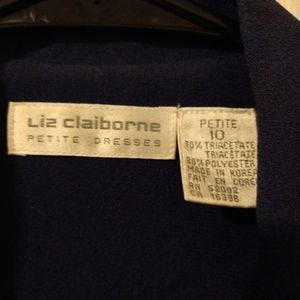 Liz claiborne
PETITE DRESSES
PETITE
10
70% TRIACETATE
TRIACETATE
30% POLYESTER
MADE IN KOREA
FAIT EN COREE
RN 52002
CA 16386